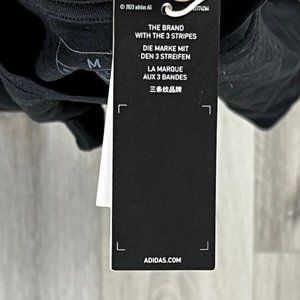 © 2023 adidas AG
M
THE BRAND
WITH THE 3 STRIPES
DIE MARKE MIT
DEN 3 STREIFEN
LA MARQUE
AUX 3 BANDES
三条纹品牌
ADIDAS.COM